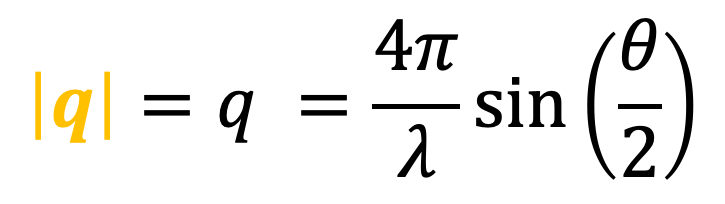 |q| = q = 4π/λ sin(θ/2)